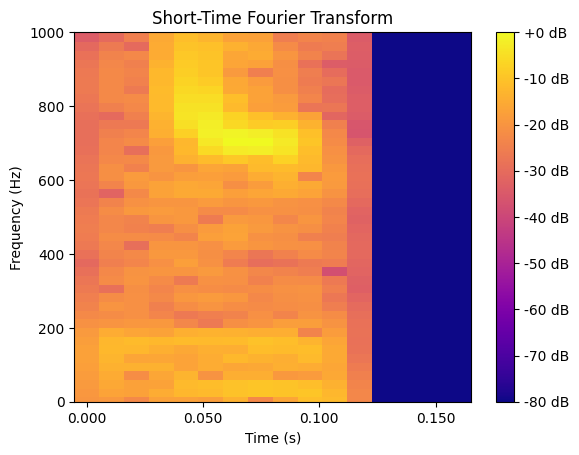 Short-Time Fourier Transform
1000
800
600
400
200
0
Frequency (Hz)
0.000
0.050
0.100
0.150
Time (s)
+0 dB
-10 dB
-20 dB
-30 dB
-40 dB
-50 dB
-60 dB
-70 dB
-80 dB